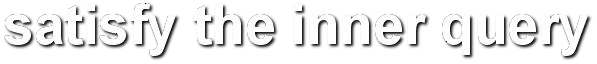 satisfy the inner query